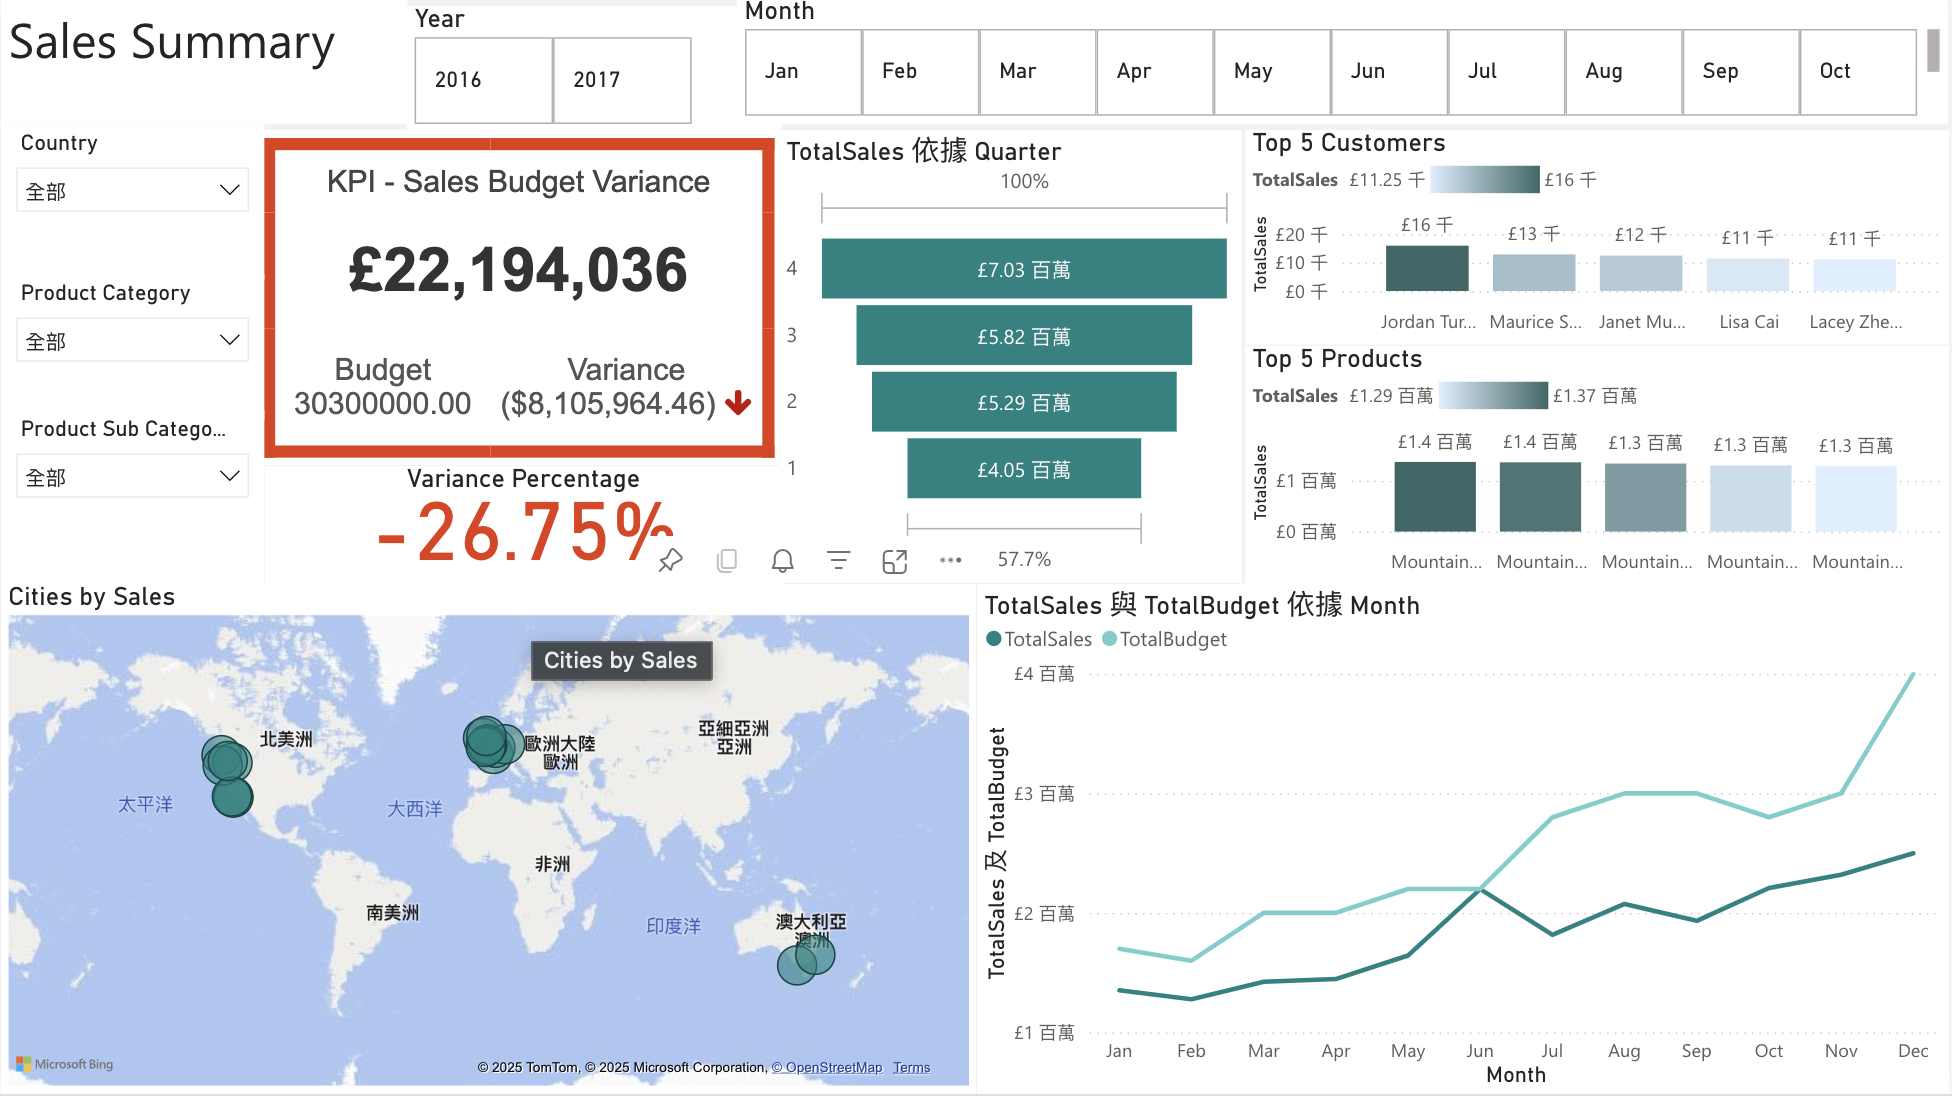 Sales Summary
Year
2016
2017
Month
Jan
Feb
Mar
Apr
May
Jun
Jul
Aug
Sep
Oct
Country
全部
Product Category
全部
Product Sub Catego...
全部
KPI - Sales Budget Variance
£22,194,036
Budget
30300000.00
Variance
($8,105,964.46)
Variance Percentage
-26.75%
TotalSales 依據 Quarter
100%
4
£7.03 百萬
3
£5.82 百萬
2
£5.29 百萬
1
£4.05 百萬
57.7%
Top 5 Customers
TotalSales £11.25 千 £16 千
TotalSales
£20 千
£10 千
£0 千
£16 千
£13 千
£12 千
£11 千
£11 千
Jordan Tur...
Maurice S...
Janet Mu...
Lisa Cai
Lacey Zhe...
Top 5 Products
TotalSales £1.29 百萬 £1.37 百萬
TotalSales
£1 百萬
£0 百萬
£1.4 百萬
£1.4 百萬
£1.3 百萬
£1.3 百萬
£1.3 百萬
Mountain...
Mountain...
Mountain...
Mountain...
Mountain...
Cities by Sales
Cities by Sales
北美洲
歐洲大陸
歐洲
亞細亞洲
亞洲
太平洋
大西洋
非洲
南美洲
印度洋
澳大利亞
澳洲
Microsoft Bing
© 2025 TomTom, © 2025 Microsoft Corporation, © OpenStreetMap Terms
TotalSales 與 TotalBudget 依據 Month
TotalSales
TotalBudget
TotalSales 及 TotalBudget
£4 百萬
£3 百萬
£2 百萬
£1 百萬
Jan
Feb
Mar
Apr
May
Jun
Jul
Aug
Sep
Oct
Nov
Dec
Month